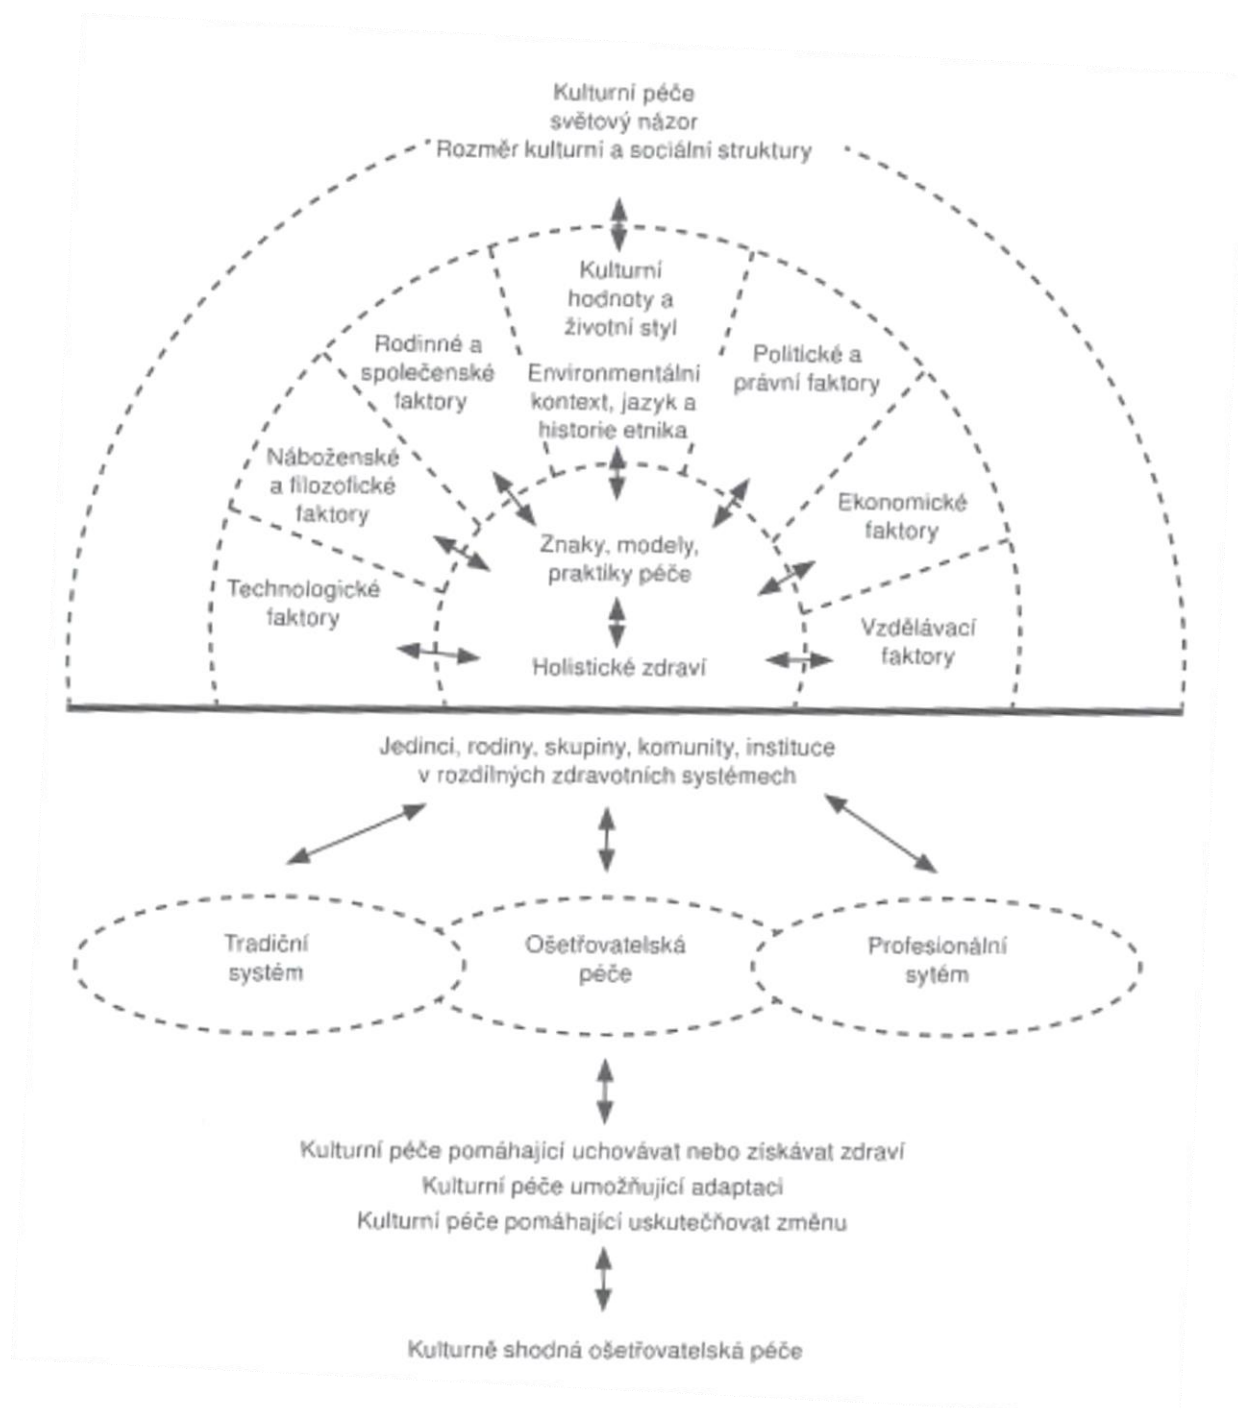 Kulturní péče
světový názor
Rozměr kulturní a sociální struktury
Kulturní
hodnoty a
životní styl
Rodinné a
společenské
faktory
Politické a
právní faktory
Environmentální
kontext, jazyk a
historie etnika
Náboženské
a filozofické
faktory
Ekonomické
faktory
Znaky, modely,
praktiky péče
Technologické
faktory
Vzdělávací
faktory
Holistické zdraví
Jedinci, rodiny, skupiny, komunity, instituce
v rozdílných zdravotních systémech
Tradiční
systém
Ošetřovatelská
péče
Profesionální
sytém
Kulturní péče pomáhající uchovávat nebo získávat zdraví
Kulturní péče umožňující adaptaci
Kulturní péče pomáhající uskutečňovat změnu
Kulturně shodná ošetřovatelská péče